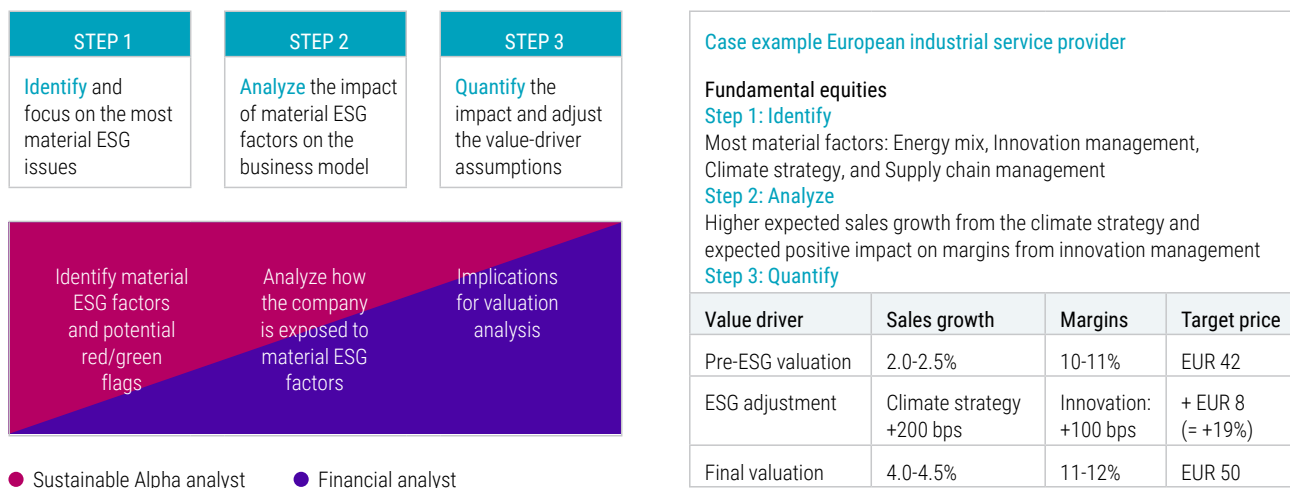 STEP 1
Identify and
focus on the most
material ESG
issues
STEP 2
Analyze the impact
of material ESG
factors on the
business model
STEP 3
Quantify the
impact and adjust
the value-driver
assumptions
Identify material
ESG factors
and potential
red/green
flags
Analyze how
the company
is exposed to
material ESG
factors
Implications
for valuation
analysis
Sustainable Alpha analyst
Financial analyst
Case example European industrial service provider
Fundamental equities
Step 1: Identify
Most material factors: Energy mix, Innovation management,
Climate strategy, and Supply chain management
Step 2: Analyze
Higher expected sales growth from the climate strategy and
expected positive impact on margins from innovation management
Step 3: Quantify
Value driver Sales growth Margins Target price
Pre-ESG valuation 2.0-2.5% 10-11% EUR 42
ESG adjustment Climate strategy Innovation: + EUR 8
+200 bps +100 bps (= +19%)
Final valuation 4.0-4.5% 11-12% EUR 50